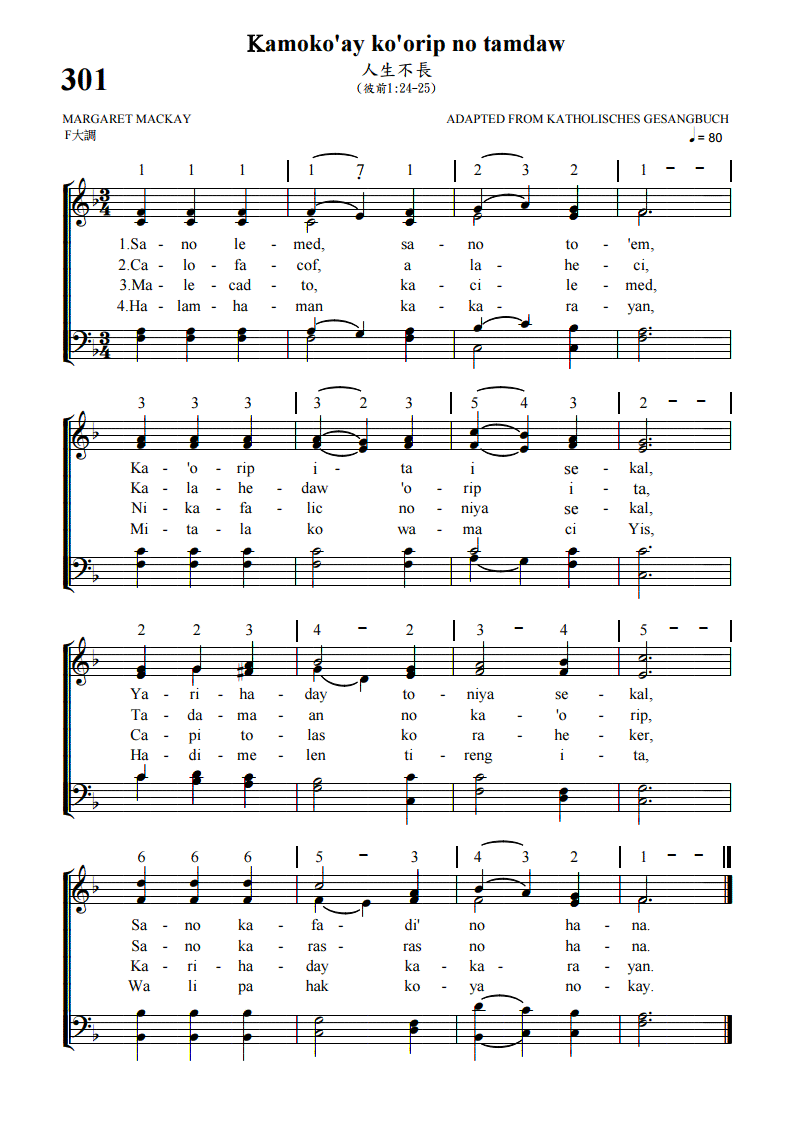 Kamoko'ay ko'orip no tamdaw
301
人生不長
(彼前1:24-25)
MARGARET MACKAY
ADAPTED FROM KATHOLISCHES GESANGBUCH
F大調
♩= 80
1 1 1 | 1 7 1 | 2 3 2 | 1 - - |
1.Sa - no le - med, sa - no to - 'em,
2.Ca - lo - fa - cof, a la - he - ci,
3.Ma - le - cad - to, ka - ci - le - med,
4.Ha - lam - ha - man ka - ka - ra - yan,
3 3 3 | 3 2 3 | 5 4 3 | 2 - - |
Ka - 'o - rip i - ta i se - kal,
Ka - la - he - daw 'o - rip i - ta,
Ni - ka - fa - lic no - niya se - kal,
Mi - ta - la ko wa - ma ci Yis,
2 2 3 | 4 - 2 | 3 - 4 | 5 - - |
Ya - ri - ha - day to - niya se - kal,
Ta - da - ma - an no ka - 'o - rip,
Ca - pi to - las ko ra - he - ker,
Ha - di - me - len ti - reng i - ta,
6 6 6 | 5 - 3 | 4 3 2 | 1 - - ||
Sa - no ka - fa - di' no ha - na.
Sa - no ka - ras - ras no ha - na.
Ka - ri - ha - day ka - ka - ra - yan.
Wa li pa hak ko - ya no - kay.